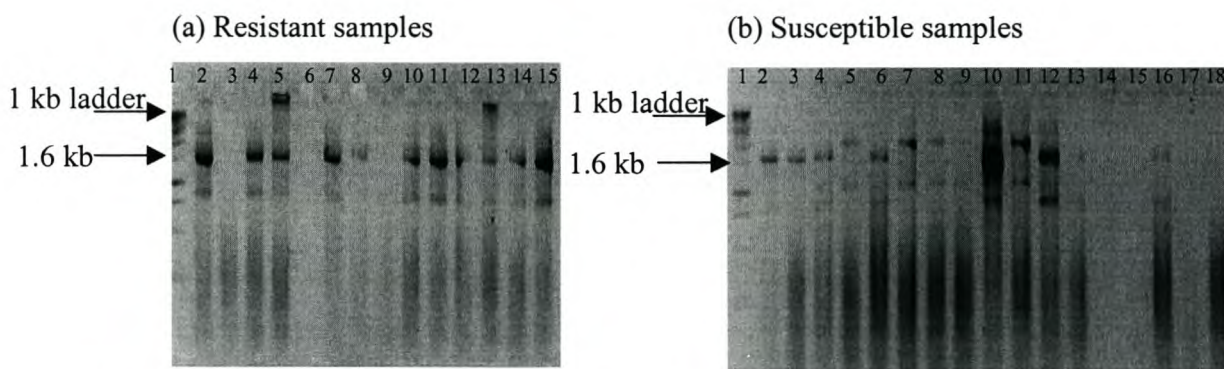 (a) Resistant samples
(b) Susceptible samples
1 2 3 4 5 6 7 8 9 10 11 12 13 14 15
1 2 3 4 5 6 7 8 9 10 11 12 13 14 15 16 17 18
1 kb ladder
1 kb ladder
1.6 kb
1.6 kb